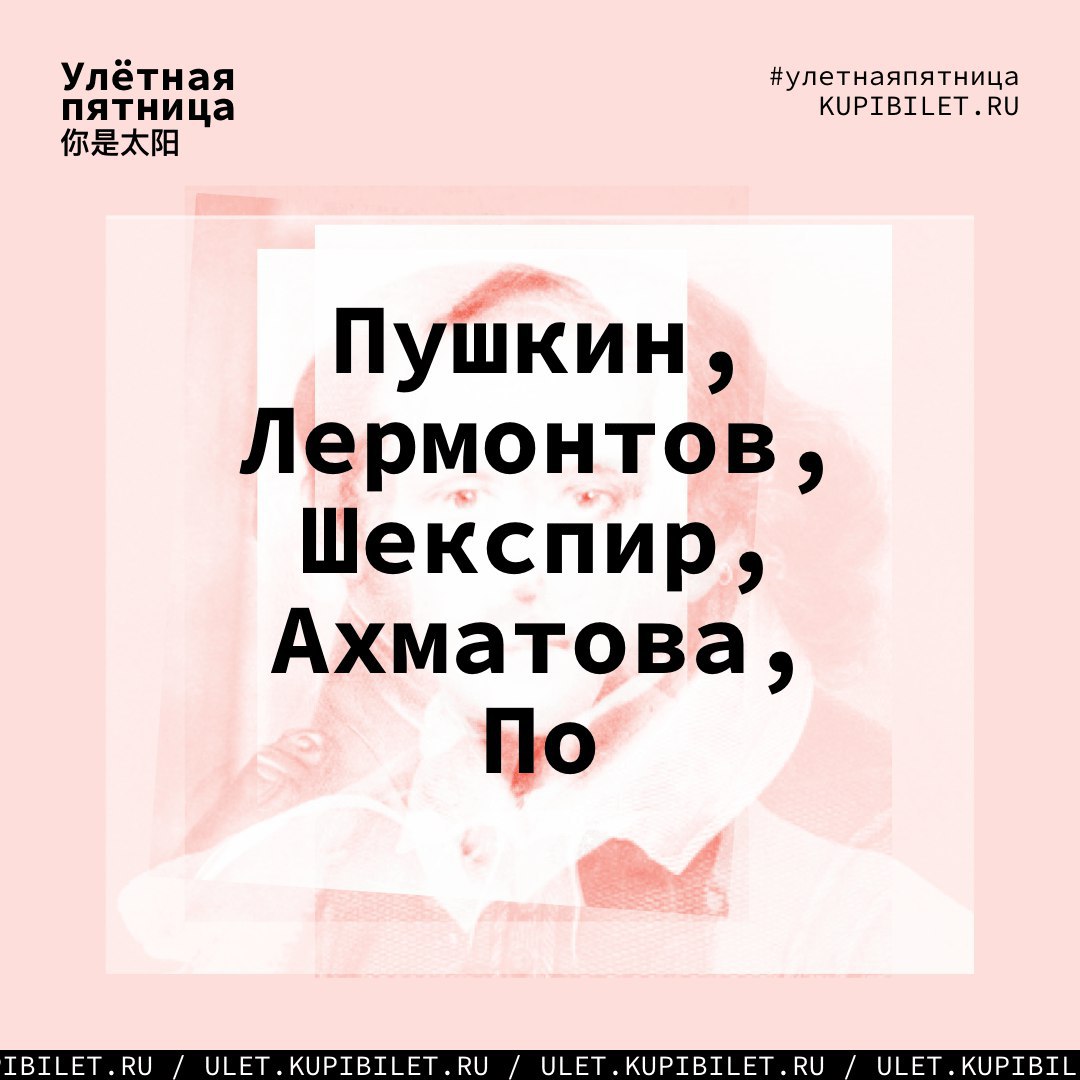 Улётная
пятница
你是太阳
#улетнаяпятница
KUPIBILET.RU
Пушкин,
Лермонтов,
Шекспир,
Ахматова,
По
IBILET.RU / ULET.KUPIBILET.RU / ULET.KUPIBILET.RU / ULET.KUPIBIL